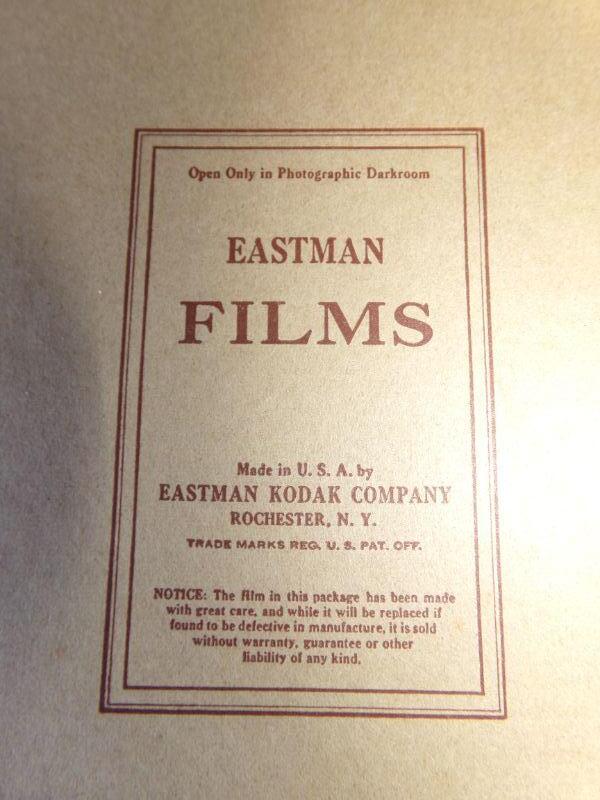 Open Only in Photographic Darkroom
EASTMAN
FILMS
Made in U. S. A. by
EASTMAN KODAK COMPANY
ROCHESTER, N. Y.
TRADE MARKS REG. U. S. PAT. OFF.
NOTICE: The film in this package has been made
with great care, and while it will be replaced if
found to be defective in manufacture, it is sold
without warranty, guarantee or other
liability of any kind.